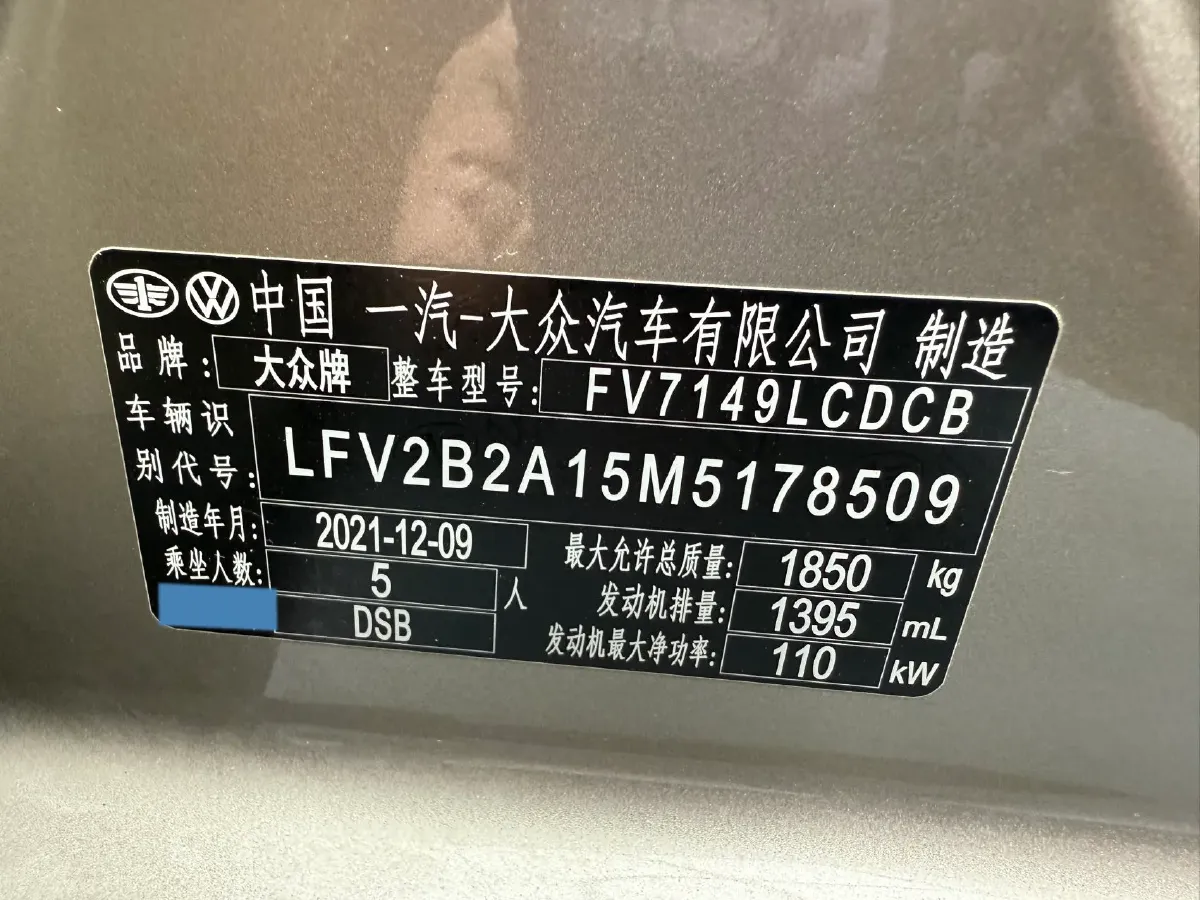 中国 一汽-大众汽车有限公司 制造
品牌: 大众牌 整车型号: FV7149LCDCB
车辆识别代号: LFV2B2A15M5178509
制造年月: 2021-12-09 最大允许总质量: 1850 kg
乘坐人数: 5 人 发动机排量: 1395 mL
DSB 发动机最大净功率: 110 kW